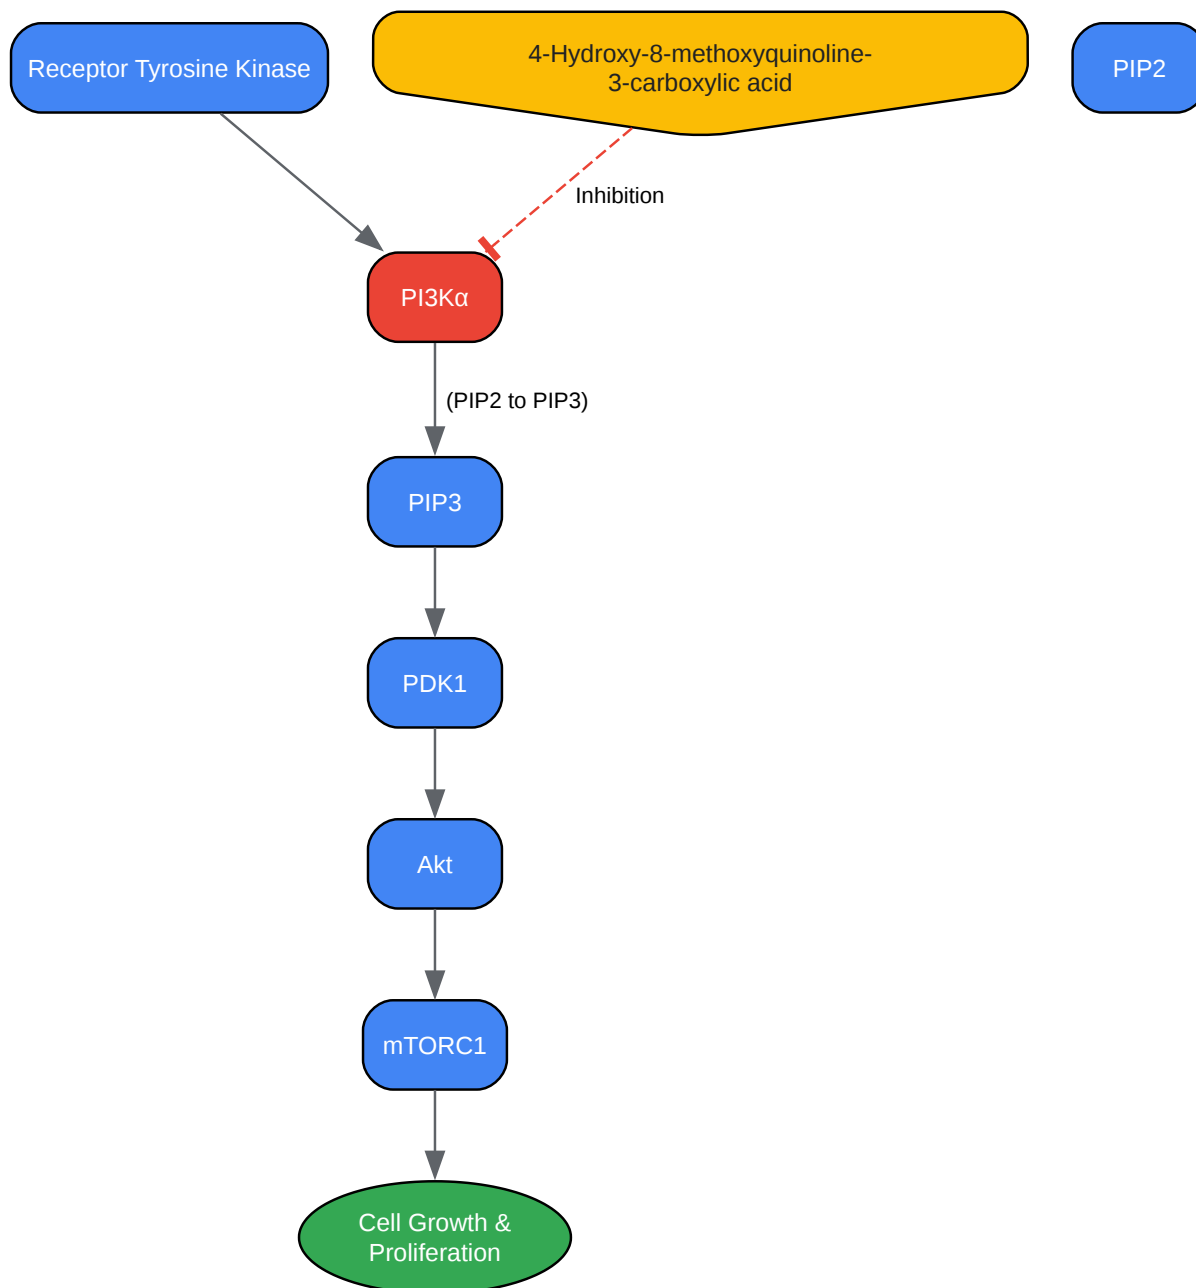 Receptor Tyrosine Kinase
4-Hydroxy-8-methoxyquinoline-
3-carboxylic acid
PIP2
Inhibition
PI3Kα
(PIP2 to PIP3)
PIP3
PDK1
Akt
mTORC1
Cell Growth &
Proliferation